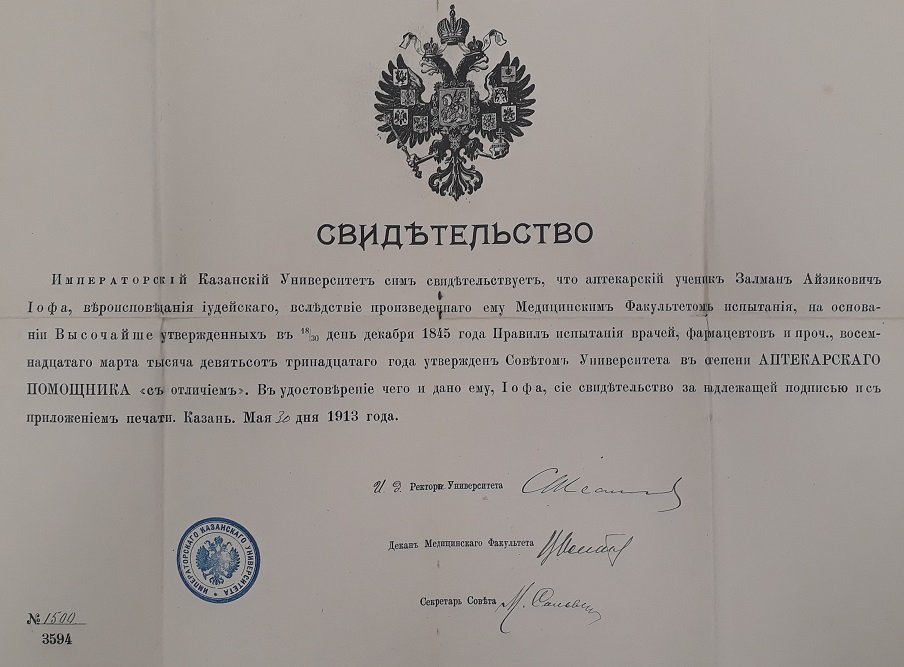 СВИДѢТЕЛЬСТВО
Императорскій Казанскій Университетъ симъ свидѣтельствуетъ, что аптекарскій ученикъ Залманъ Айзиковичъ
Іофа, вѣроисповѣданія іудейскаго, вслѣдствіе произведеннаго ему Медицинскимъ Факультетомъ испытанія, на основа-
ніи Высочайше утвержденныхъ въ 18/30 день декабря 1845 года Правилъ испытанія врачей, фармацевтовъ и проч., восем-
надцатаго марта тысяча девятьсотъ тринадцатаго года утвержденъ Совѣтомъ Университета въ степени АПТЕКАРСКАГО
ПОМОЩНИКА «съ отличіемъ». Въ удостовѣреніе чего и дано ему, Іофа, сіе свидѣтельство за надлежащей подписью и съ
приложеніемъ печати. Казань. Мая 30 дня 1913 года.
И. д. Ректора Университета
Деканъ Медицинскаго Факультета
Секретарь Совѣта
ИМПЕРАТОРСКАГО КАЗАНСКАГО УНИВЕРСИТЕТА
№ 1500
3594